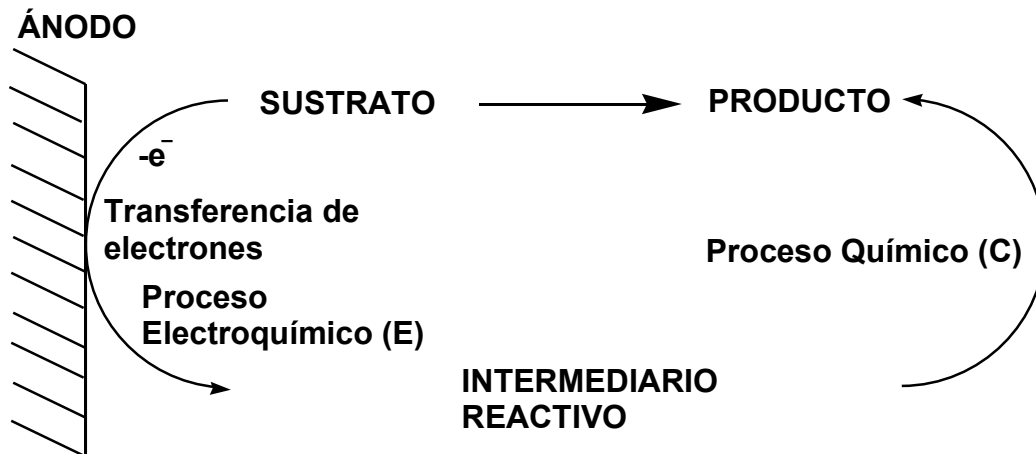 ÁNODO
SUSTRATO
PRODUCTO
-e⁻
Transferencia de
electrones
Proceso Químico (C)
Proceso
Electroquímico (E)
INTERMEDIARIO
REACTIVO